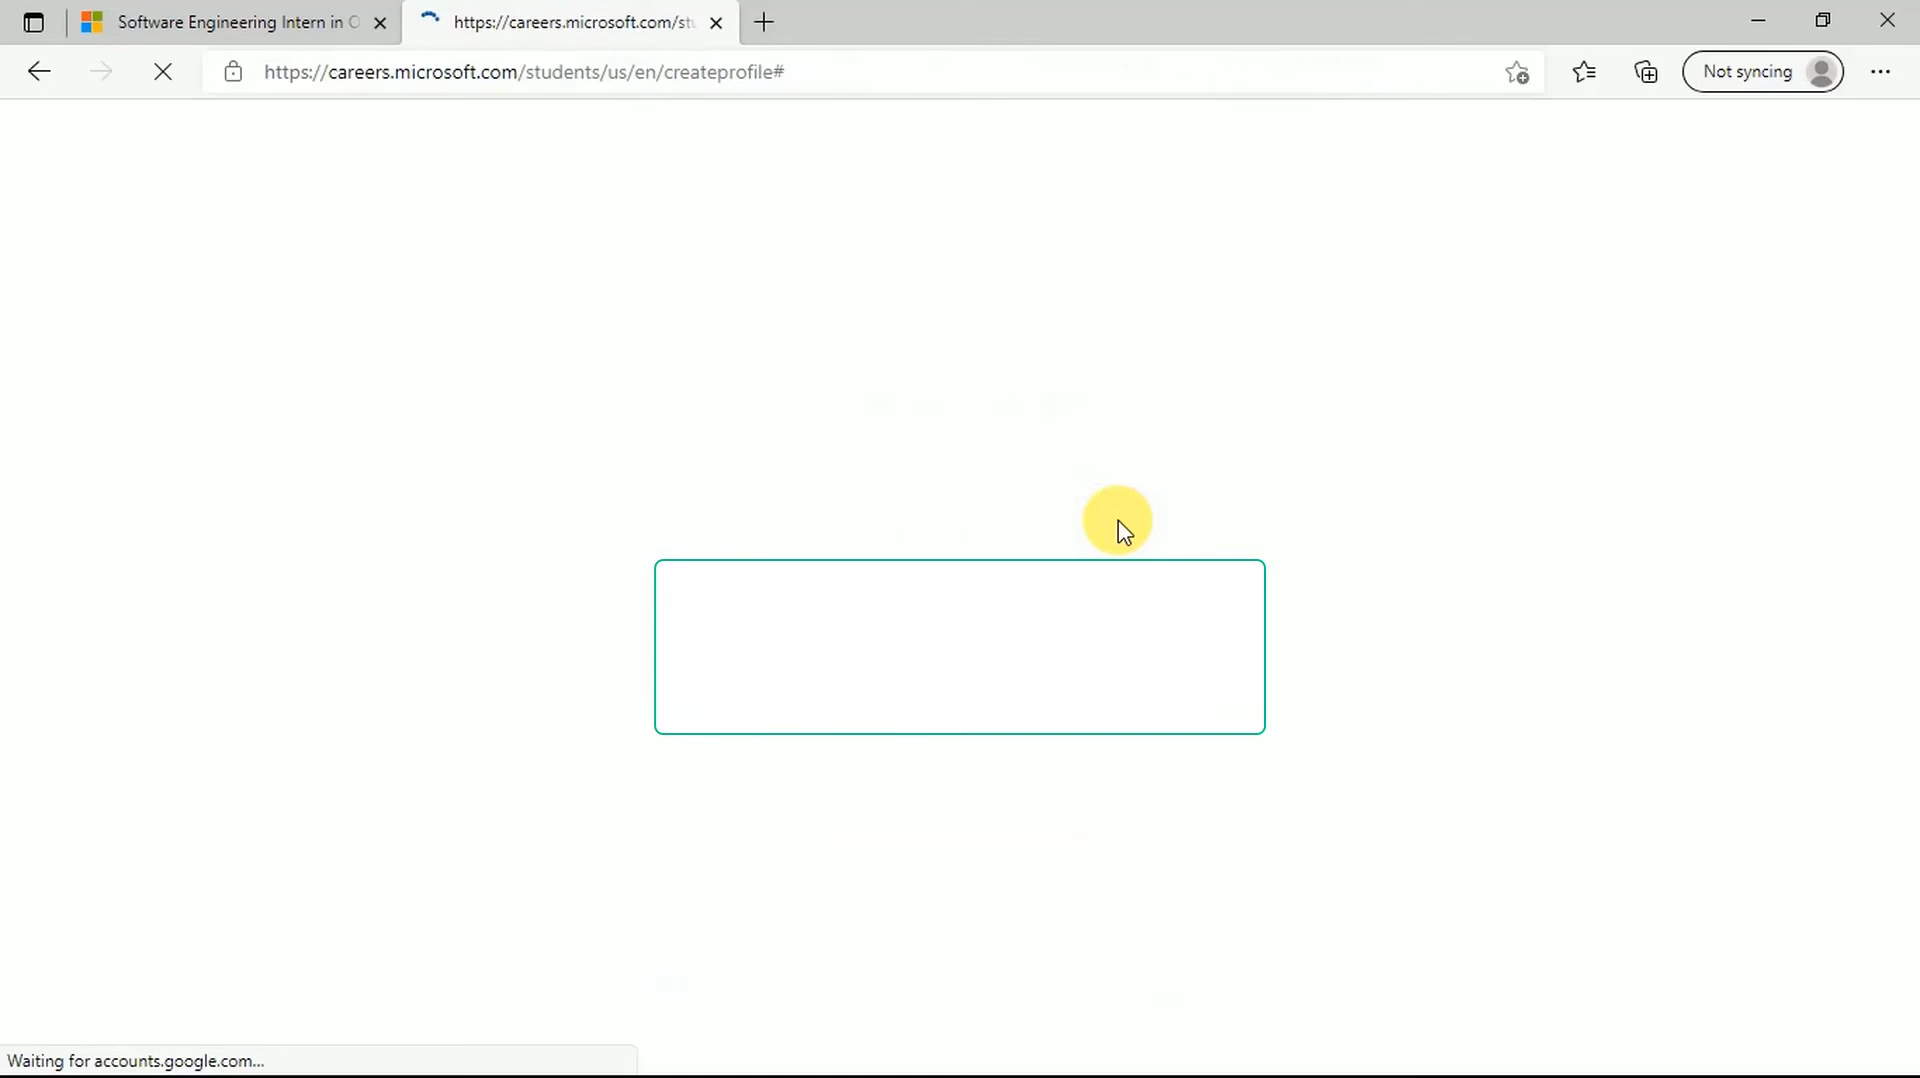 Software Engineering Intern in
https://careers.microsoft.com/st
https://careers.microsoft.com/students/us/en/createprofile#
Not syncing
Waiting for accounts.google.com...